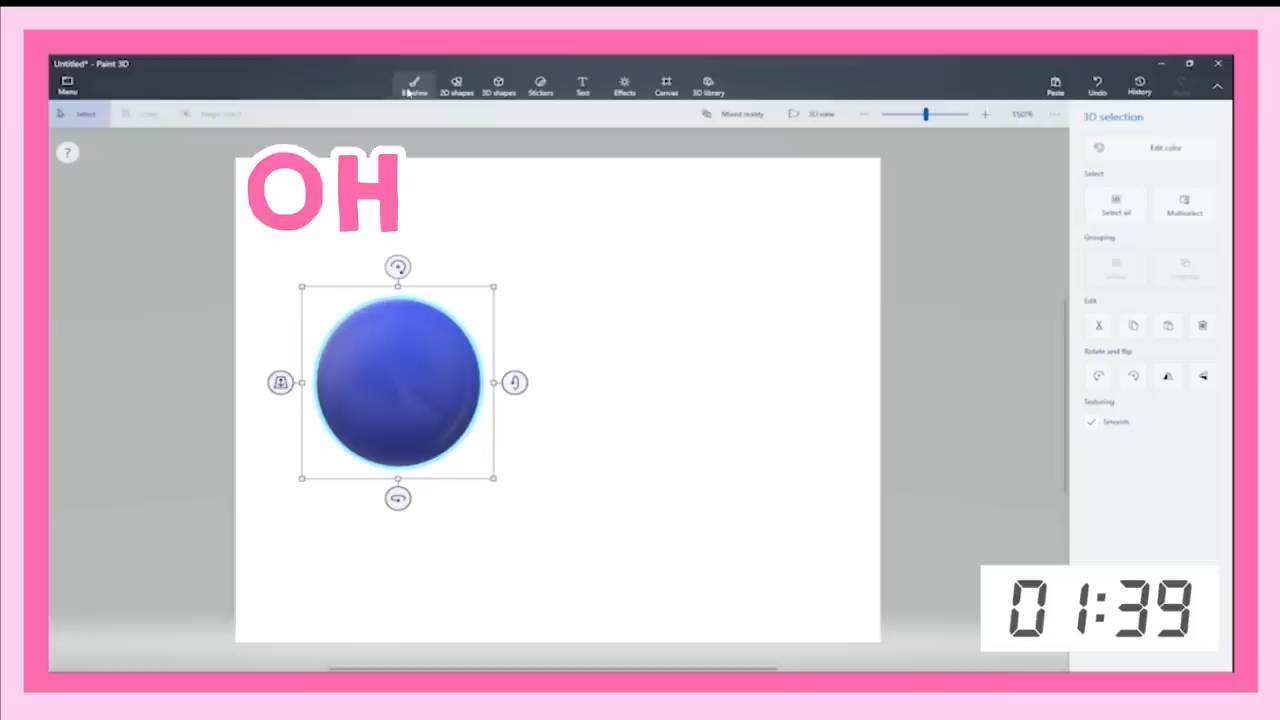 Untitled* - Paint 3D
Menu
Brushes
2D shapes
3D shapes
Stickers
Text
Effects
Canvas
3D library
Paste
Undo
History
Select
Magic select
Mixed reality
3D view
150%
?
OH
3D selection
Edit color
Select
Select all
Multiselect
Grouping
Group
Ungroup
Edit
Rotate and flip
Texturing
Smooth
01:39